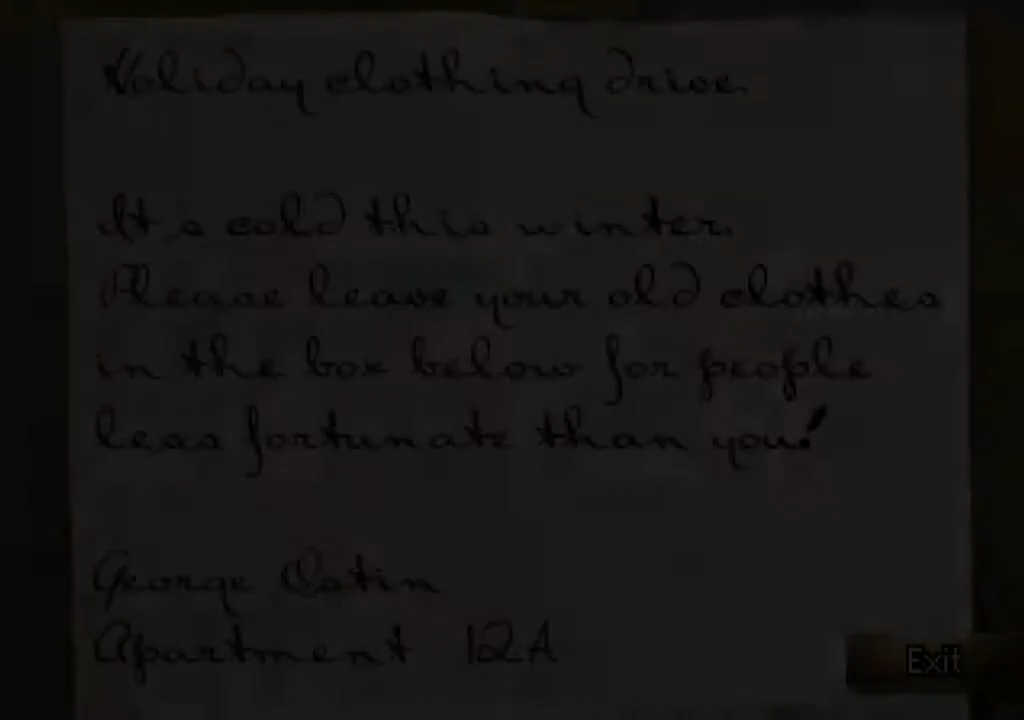 Holiday clothing drive.
It's cold this winter.
Please leave your old clothes
in the box below for people
less fortunate than you!
George
Apartment 12A
Exit